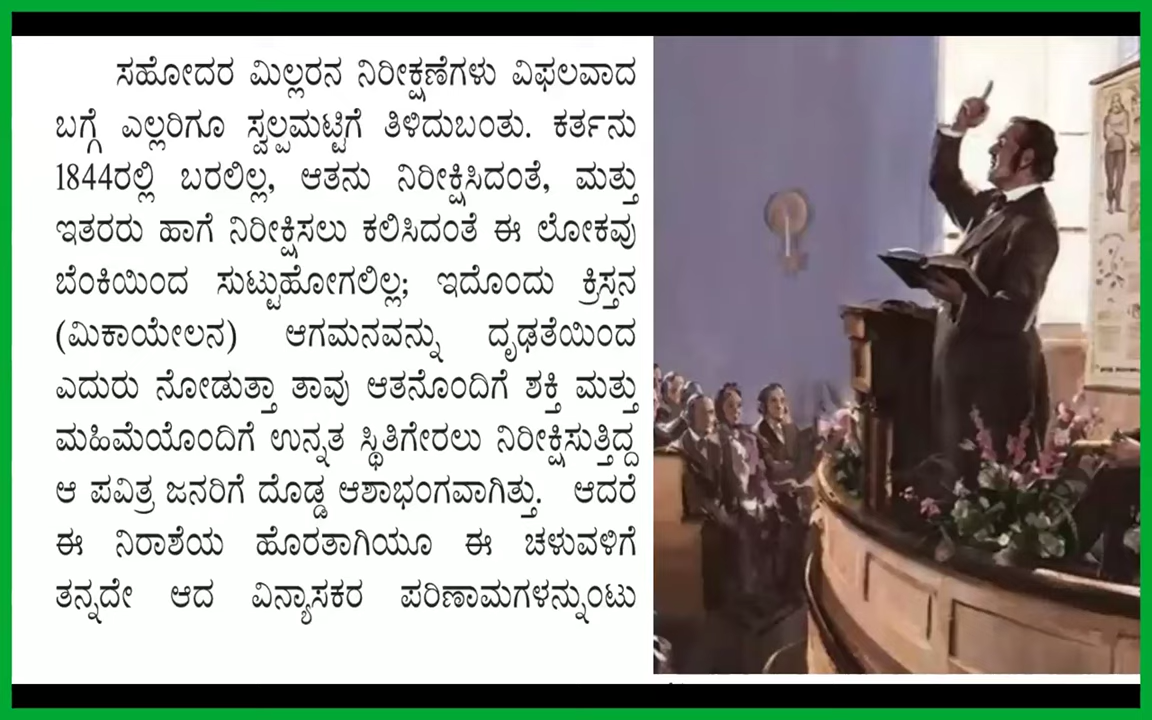 ಸಹೋದರ ಮಿಲ್ಲರನ ನಿರೀಕ್ಷಣೆಗಳು ವಿಫಲವಾದ
ಬಗ್ಗೆ ಎಲ್ಲರಿಗೂ ಸ್ವಲ್ಪಮಟ್ಟಿಗೆ ತಿಳಿದುಬಂತು. ಕರ್ತನು
1844ರಲ್ಲಿ ಬರಲಿಲ್ಲ, ಆತನು ನಿರೀಕ್ಷಿಸಿದಂತೆ, ಮತ್ತು
ಇತರರು ಹಾಗೆ ನಿರೀಕ್ಷಿಸಲು ಕಲಿಸಿದಂತೆ ಈ ಲೋಕವು
ಬೆಂಕಿಯಿಂದ ಸುಟ್ಟುಹೋಗಲಿಲ್ಲ; ಇದೊಂದು ಕ್ರಿಸ್ತನ
(ಮಿಕಾಯೇಲನ) ಆಗಮನವನ್ನು ದೃಢತೆಯಿಂದ
ಎದುರು ನೋಡುತ್ತಾ ತಾವು ಆತನೊಂದಿಗೆ ಶಕ್ತಿ ಮತ್ತು
ಮಹಿಮೆಯೊಂದಿಗೆ ಉನ್ನತ ಸ್ಥಿತಿಗೇರಲು ನಿರೀಕ್ಷಿಸುತ್ತಿದ್ದ
ಆ ಪವಿತ್ರ ಜನರಿಗೆ ದೊಡ್ಡ ಆಶಾಭಂಗವಾಗಿತ್ತು. ಆದರೆ
ಈ ನಿರಾಶೆಯ ಹೊರತಾಗಿಯೂ ಈ ಚಳುವಳಿಗೆ
ತನ್ನದೇ ಆದ ವಿನ್ಯಾಸಕರ ಪರಿಣಾಮಗಳನ್ನುಂಟು